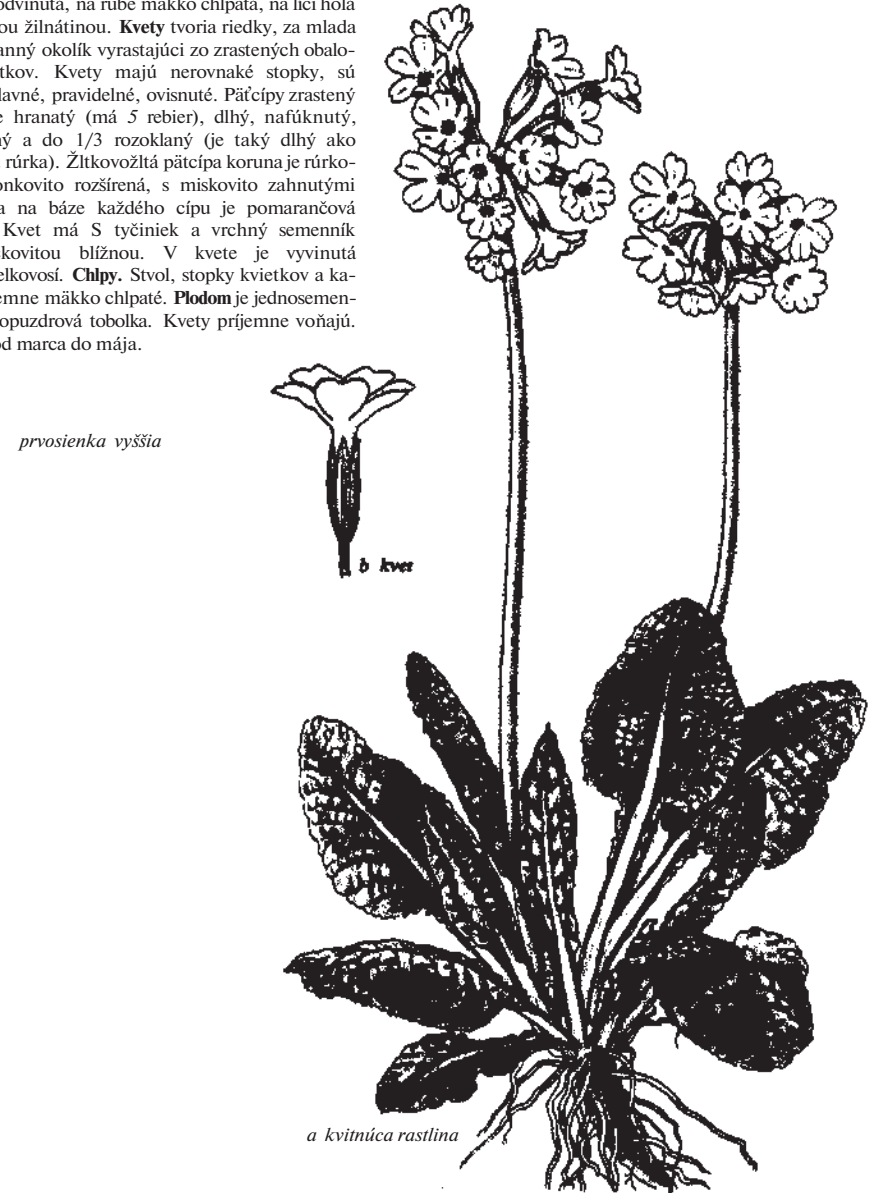 odvinutá, na rube mäkko chlpatá, na líci holá
ou žilnátinou. Kvety tvoria riedky, za mlada
anný okolík vyrastajúci zo zrastených obalo-
tkov. Kvety majú nerovnaké stopky, sú
lavné, pravidelné, ovisnuté. Päťcípy zrastený
e hranatý (má 5 rebier), dlhý, nafúknutý,
ý a do 1/3 rozoklaný (je taký dlhý ako
rúrka). Žltkovožltá pätcípa koruna je rúrko-
onkovito rozšírená, s miskovito zahnutými
a na báze každého cípu je pomarančová
Kvet má S tyčiniek a vrchný semenník
kovitou bliznou. V kvete je vyvinutá
elkovosí. Chlpy. Stvol, stopky kvietkov a ka-
emne mäkko chlpaté. Plodom je jednosemen-
opuzdrová tobolka. Kvety príjemne voňajú.
od marca do mája.
prvosienka vyššia
b kvet
a kvitnúca rastlina